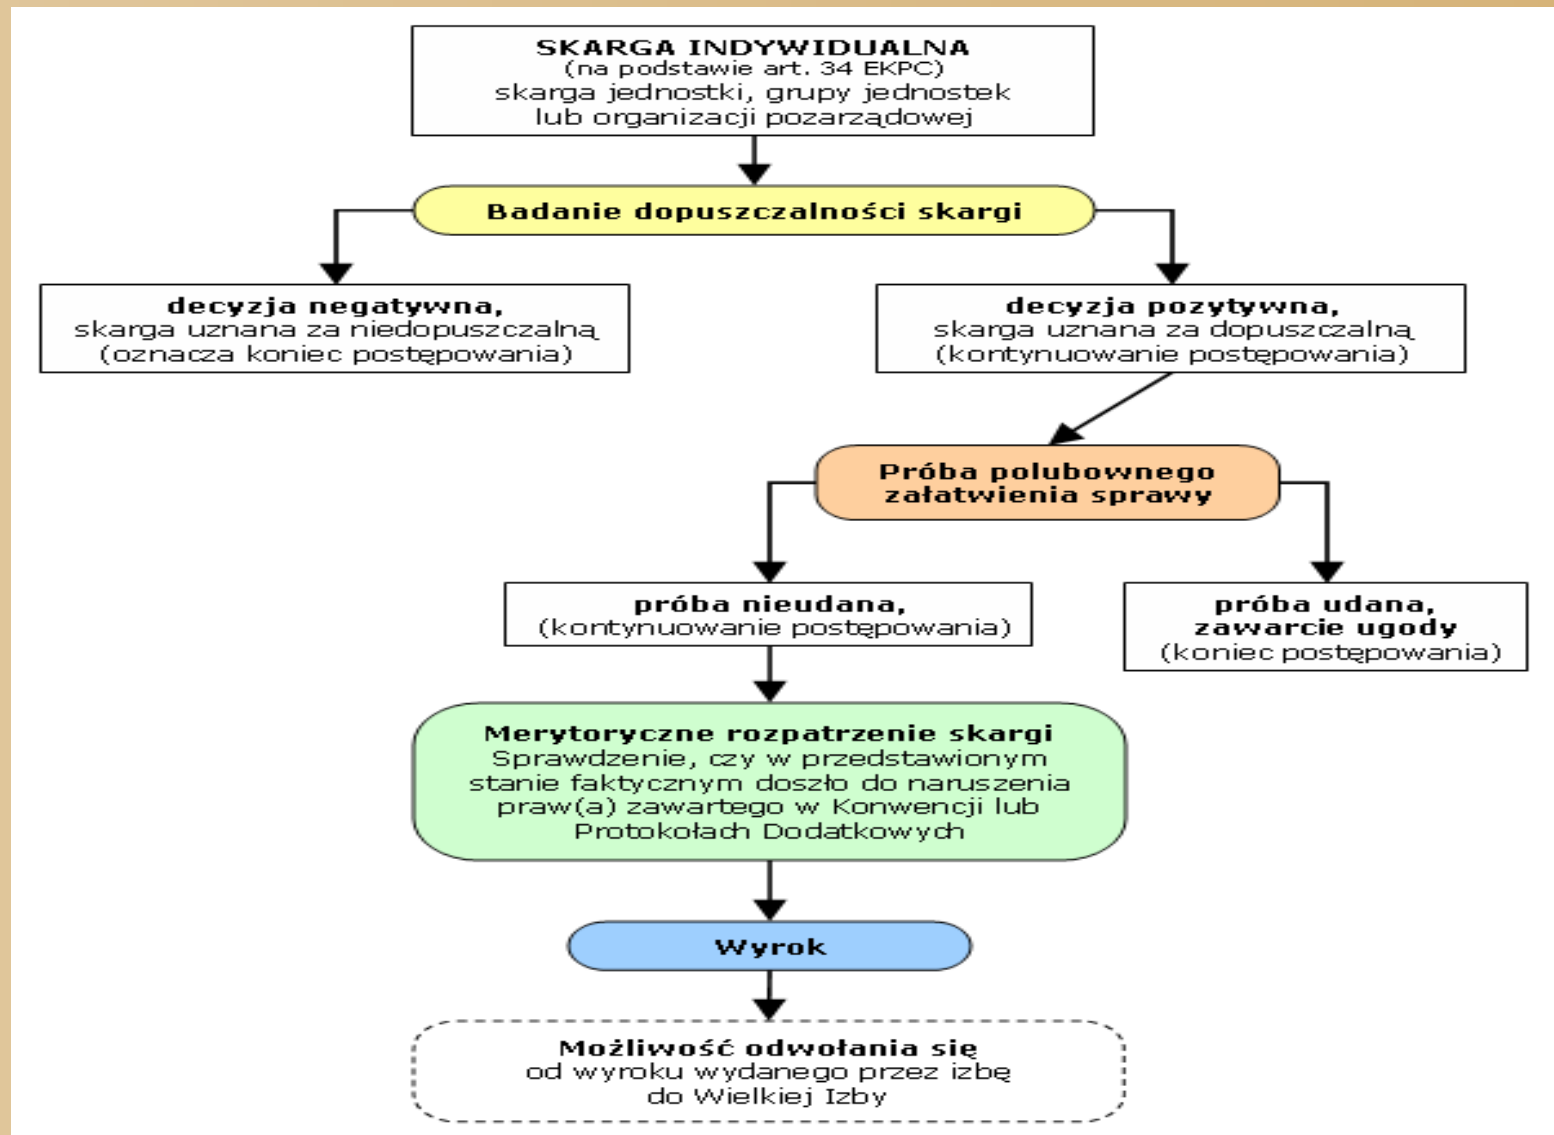 SKARGA INDYWIDUALNA
(na podstawie art. 34 EKPC)
skarga jednostki, grupy jednostek
lub organizacji pozarządowej
Badanie dopuszczalności skargi
decyzja negatywna,
skarga uznana za niedopuszczalną
(oznacza koniec postępowania)
decyzja pozytywna,
skarga uznana za dopuszczalną
(kontynuowanie postępowania)
Próba polubownego
załatwienia sprawy
próba nieudana,
(kontynuowanie postępowania)
próba udana,
zawarcie ugody
(koniec postępowania)
Merytoryczne rozpatrzenie skargi
Sprawdzenie, czy w przedstawionym
stanie faktycznym doszło do naruszenia
praw(a) zawartego w Konwencji lub
Protokołach Dodatkowych
Wyrok
Możliwość odwołania się
od wyroku wydanego przez izbę
do Wielkiej Izby